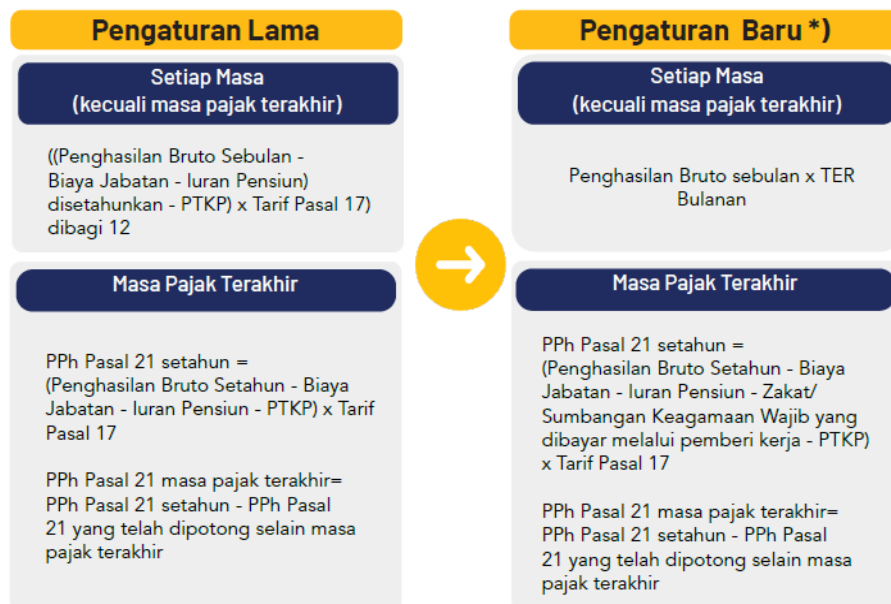 Pengaturan Lama
Setiap Masa
(kecuali masa pajak terakhir)
((Penghasilan Bruto Sebulan -
Biaya Jabatan - Iuran Pensiun)
disetahunkan - PTKP) x Tarif Pasal 17)
dibagi 12
Masa Pajak Terakhir
PPh Pasal 21 setahun =
(Penghasilan Bruto Setahun - Biaya
Jabatan - Iuran Pensiun - PTKP) x Tarif
Pasal 17
PPh Pasal 21 masa pajak terakhir=
PPh Pasal 21 setahun - PPh Pasal
21 yang telah dipotong selain masa
pajak terakhir
Pengaturan Baru *)
Setiap Masa
(kecuali masa pajak terakhir)
Penghasilan Bruto sebulan x TER
Bulanan
Masa Pajak Terakhir
PPh Pasal 21 setahun =
(Penghasilan Bruto Setahun - Biaya
Jabatan - Iuran Pensiun - Zakat/
Sumbangan Keagamaan Wajib yang
dibayar melalui pemberi kerja - PTKP)
x Tarif Pasal 17
PPh Pasal 21 masa pajak terakhir=
PPh Pasal 21 setahun - PPh Pasal
21 yang telah dipotong selain masa
pajak terakhir